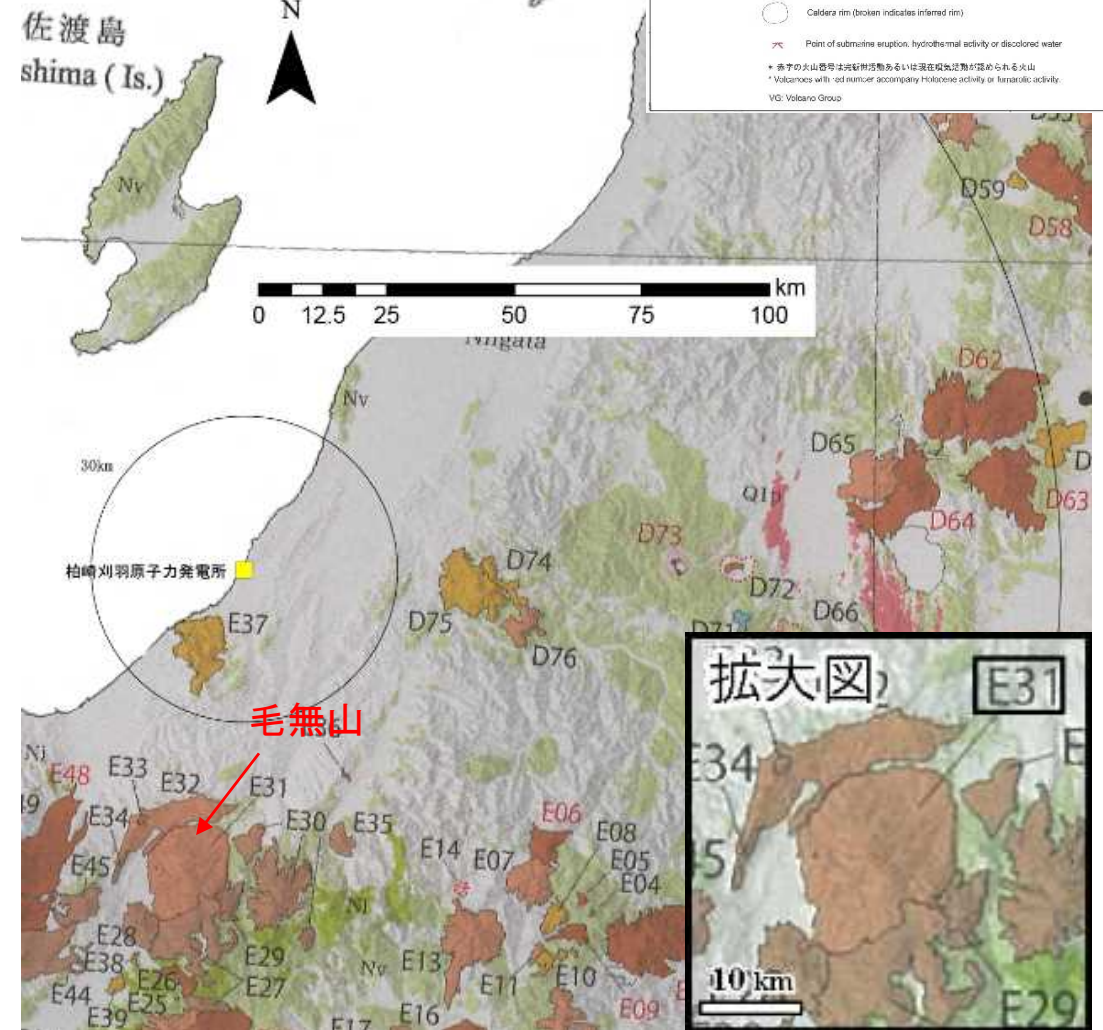 佐渡島
shima ( Is.)
N
Caldera rim (broken indicates inferred rim)
Point of submarine eruption, hydrothermal activity or discolored water
* 赤字の火山番号は完新世活動あるいは現在噴気活動が認められる火山
* Volcanoes with red number accompany Holocene activity or fumarolic activity.
VG: Volcano Group
Nv
D59
D58
km
0 12.5 25 50 75 100
Niigata
Nv
D62
D65
30km
Q1p
D63
D64
D73
柏崎刈羽原子力発電所
D74
D72
D66
E37
D75
D71
D76
毛無山
E36
Ni
E48
E33
E32
E31
E34
E30
E35
E06
E08
E14
E07
E05
E04
E45
Ni
E28
E29
E38
E26
E27
Nv
E13
E11
E10
E44
E25
E39
E16
E17
E09
拡大図
E31
E34
10 km
E29